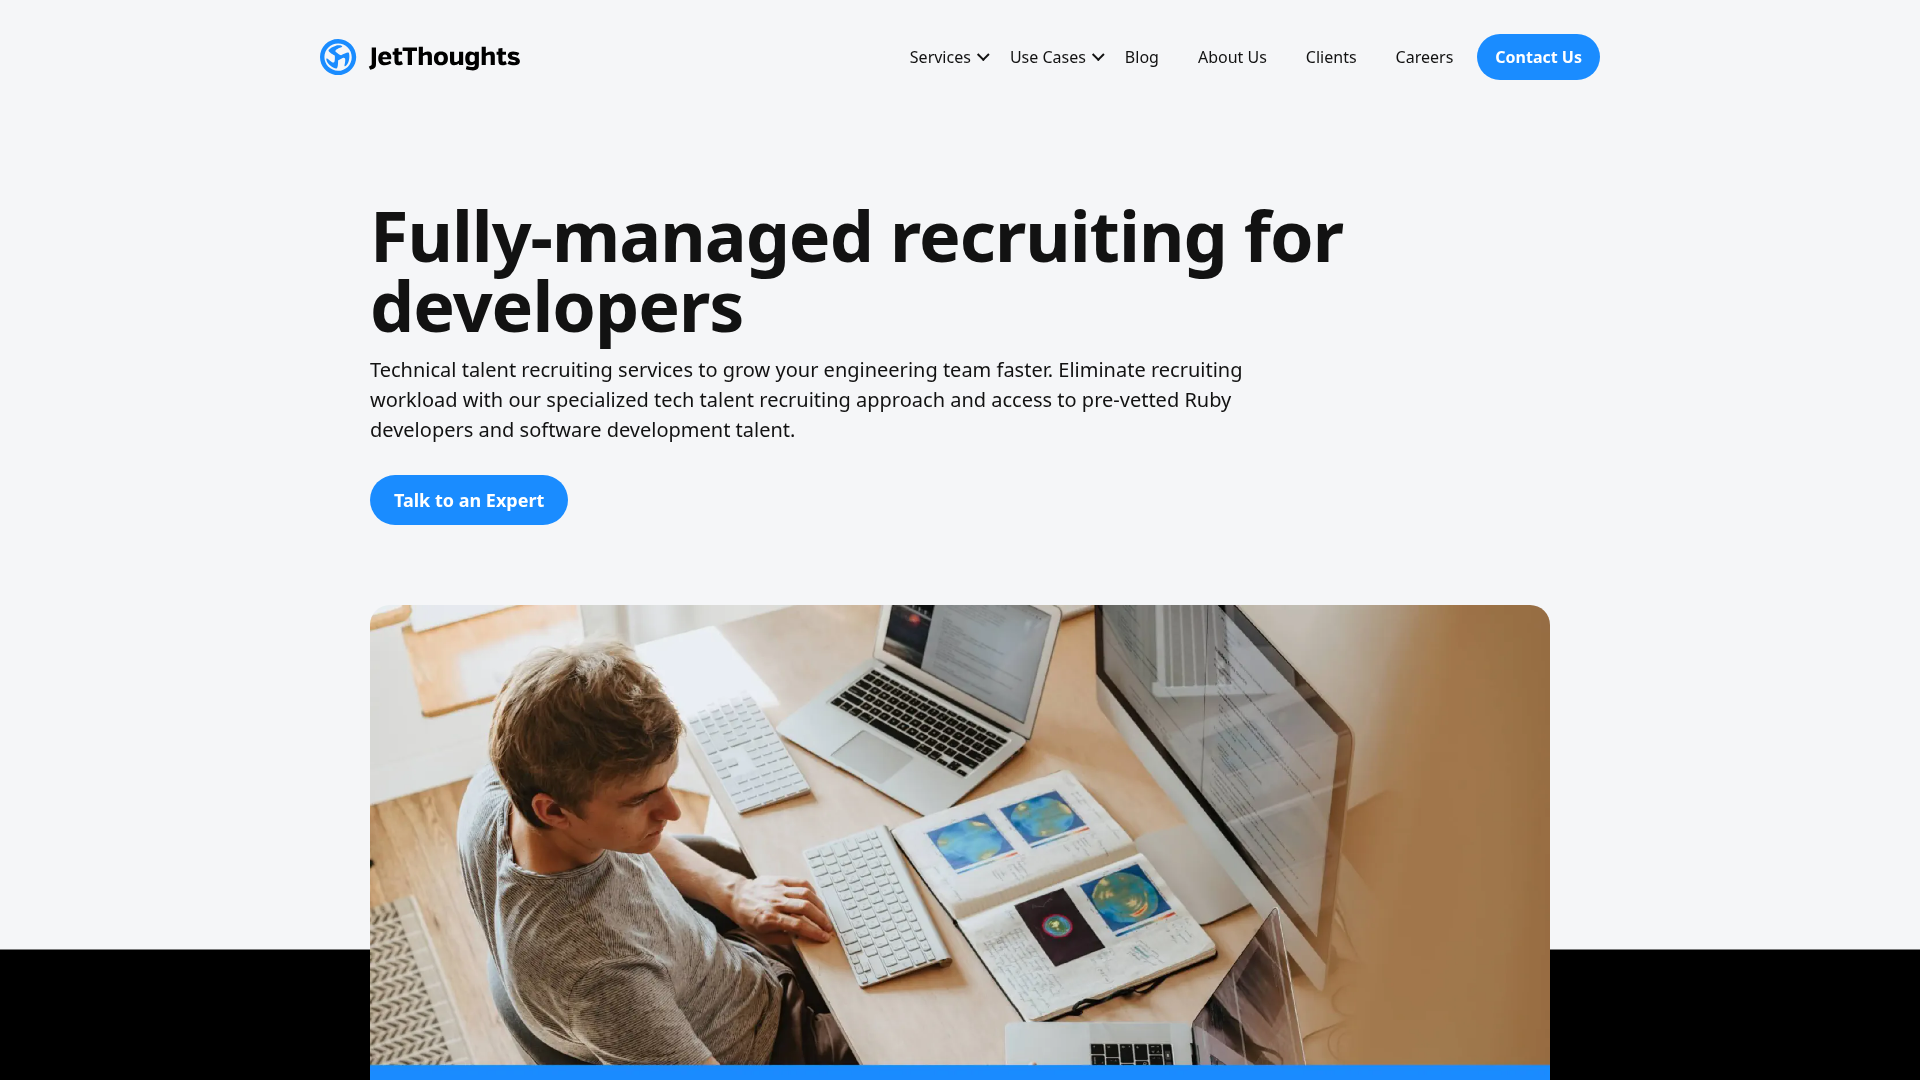 JetThoughts
Services
Use Cases
Blog
About Us
Clients
Careers
Contact Us
Fully-managed recruiting for
developers
Technical talent recruiting services to grow your engineering team faster. Eliminate recruiting
workload with our specialized tech talent recruiting approach and access to pre-vetted Ruby
developers and software development talent.
Talk to an Expert